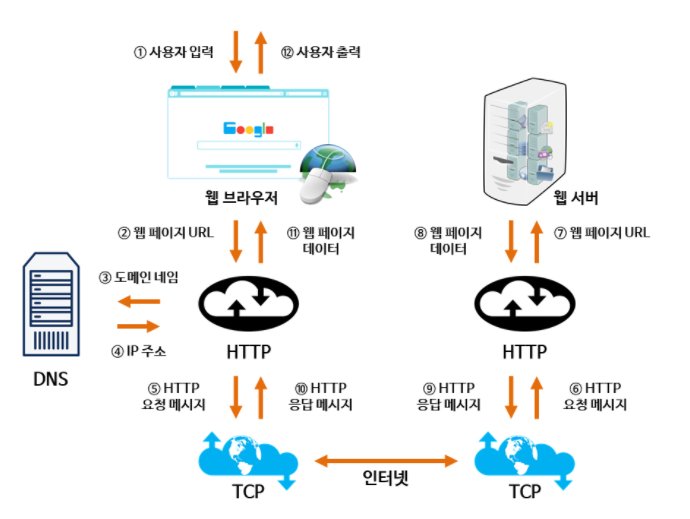 ① 사용자 입력
⑫ 사용자 출력
Google
웹 브라우저
웹 서버
② 웹 페이지 URL
⑪ 웹 페이지
데이터
⑧ 웹 페이지
데이터
⑦ 웹 페이지 URL
③ 도메인 네임
④ IP 주소
DNS
HTTP
HTTP
⑤ HTTP
요청 메시지
⑩ HTTP
응답 메시지
⑨ HTTP
응답 메시지
⑥ HTTP
요청 메시지
인터넷
TCP
TCP